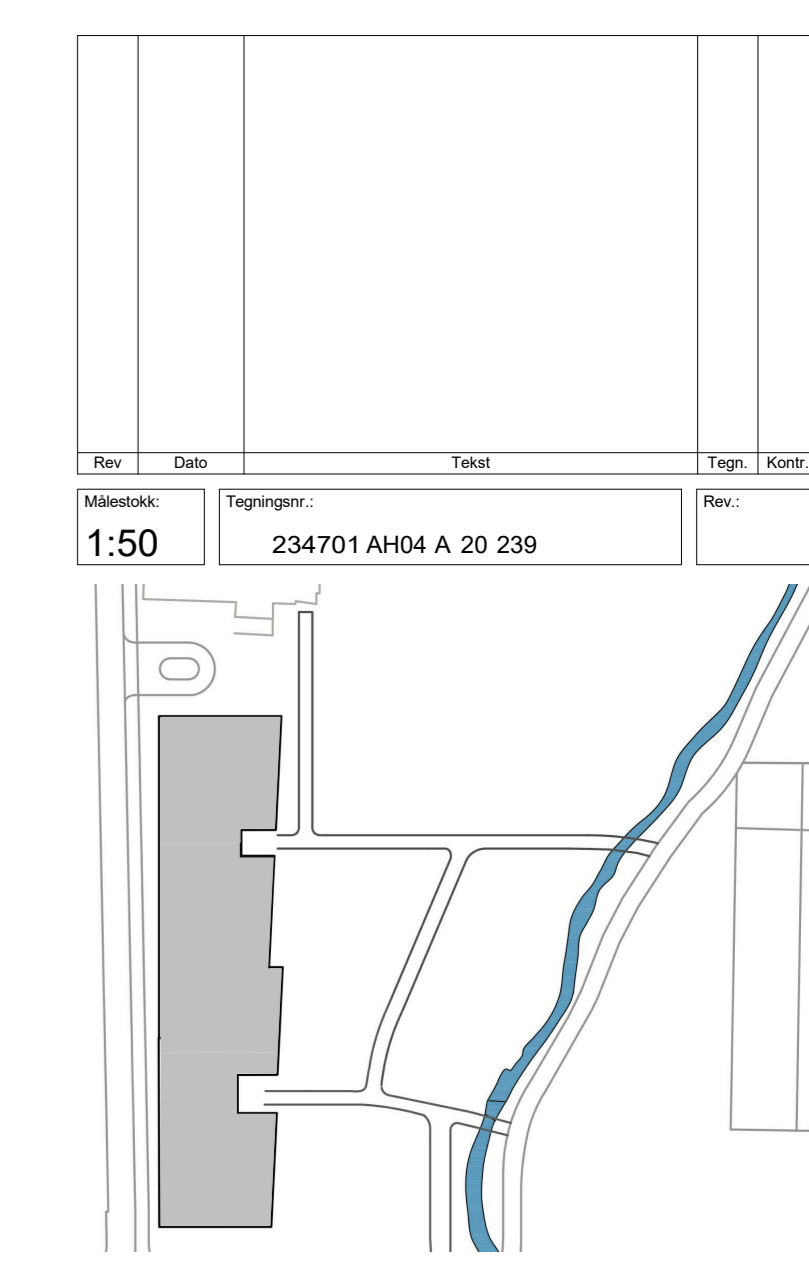 Rev Dato Tekst Tegn. Kontr.
Målestokk: Tegningsnr.: Rev.:
1:50 234701 AH04 A 20 239